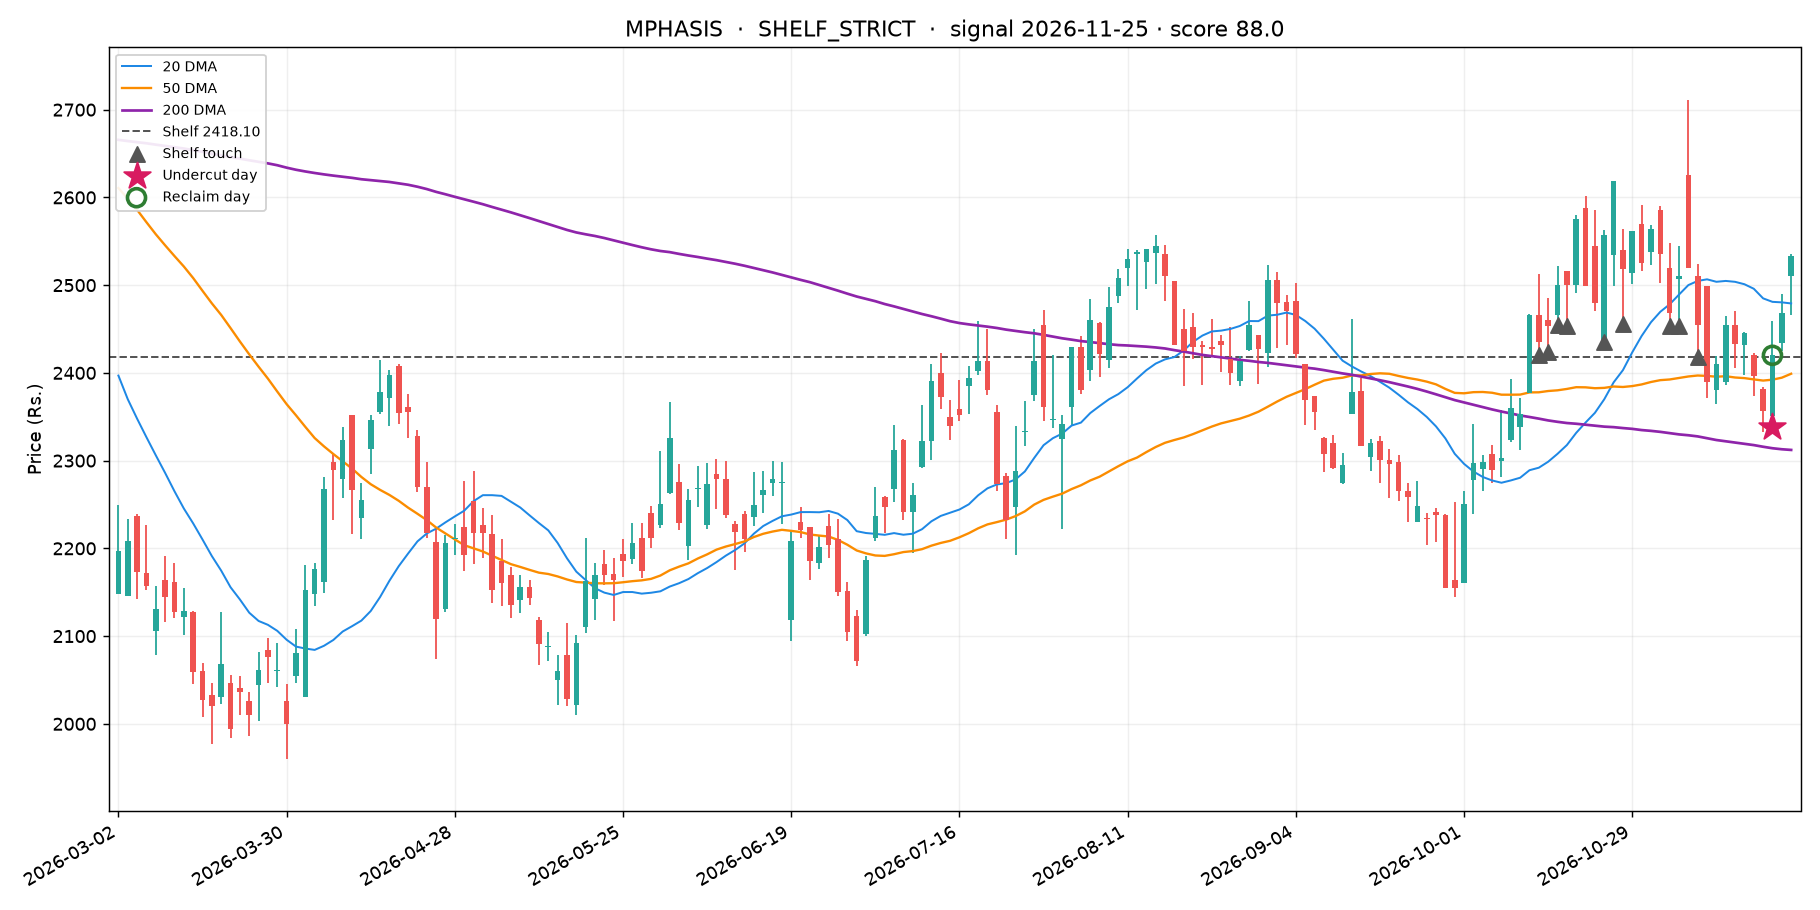 MPHASIS · SHELF_STRICT · signal 2026-11-25 · score 88.0
20 DMA
50 DMA
200 DMA
Shelf 2418.10
Shelf touch
Undercut day
Reclaim day
Price (Rs.)
2700
2600
2500
2400
2300
2200
2100
2000
2026-03-02
2026-03-30
2026-04-28
2026-05-25
2026-06-19
2026-07-16
2026-08-11
2026-09-04
2026-10-01
2026-10-29